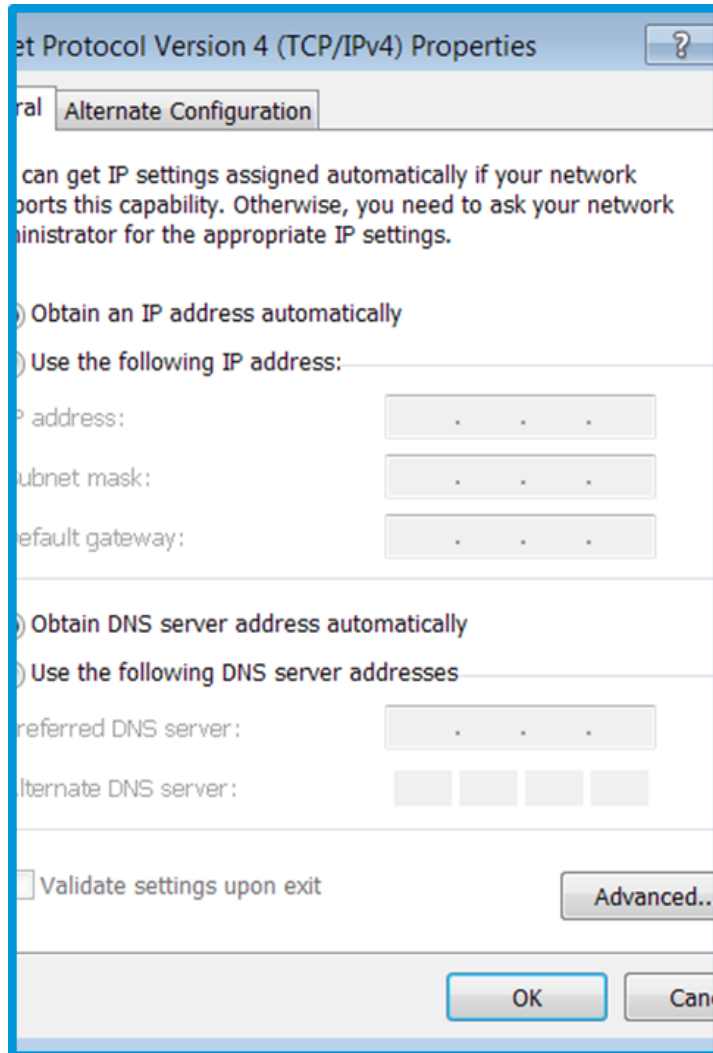 et Protocol Version 4 (TCP/IPv4) Properties ?
ral Alternate Configuration
can get IP settings assigned automatically if your network
ports this capability. Otherwise, you need to ask your network
ministrator for the appropriate IP settings.
Obtain an IP address automatically
Use the following IP address:
P address: . . .
ubnet mask: . . .
efault gateway: . . .
Obtain DNS server address automatically
Use the following DNS server addresses
referred DNS server: . . .
lternate DNS server:
Validate settings upon exit
Advanced..
OK Can